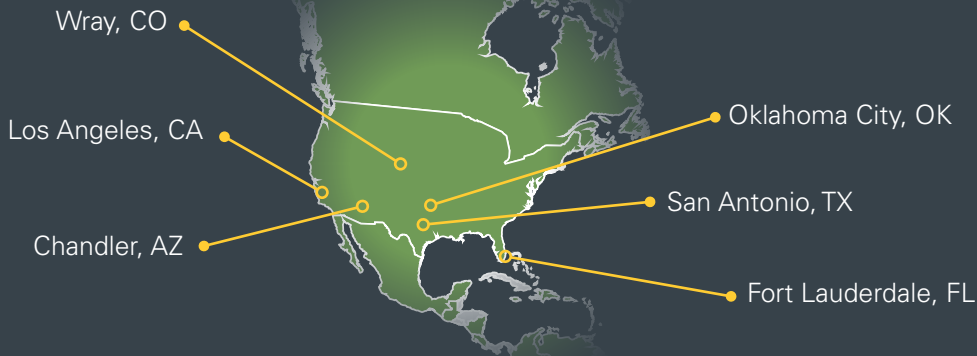 Wray, CO
Los Angeles, CA
Chandler, AZ
Oklahoma City, OK
San Antonio, TX
Fort Lauderdale, FL